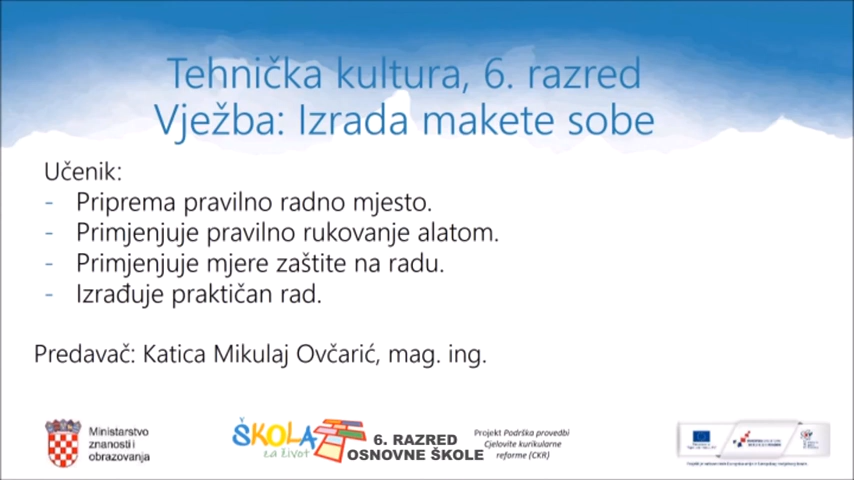 Tehnička kultura, 6. razred
Vježba: Izrada makete sobe
Učenik:
- Priprema pravilno radno mjesto.
- Primjenjuje pravilno rukovanje alatom.
- Primjenjuje mjere zaštite na radu.
- Izrađuje praktičan rad.
Predavač: Katica Mikulaj Ovčarić, mag. ing.
Ministarstvo
znanosti i
obrazovanja
ŠKOLA
za život
6. RAZRED
OSNOVNE ŠKOLE
Projekt Podrška provedbi
Cjelovite kurikularne
reforme (CKR)